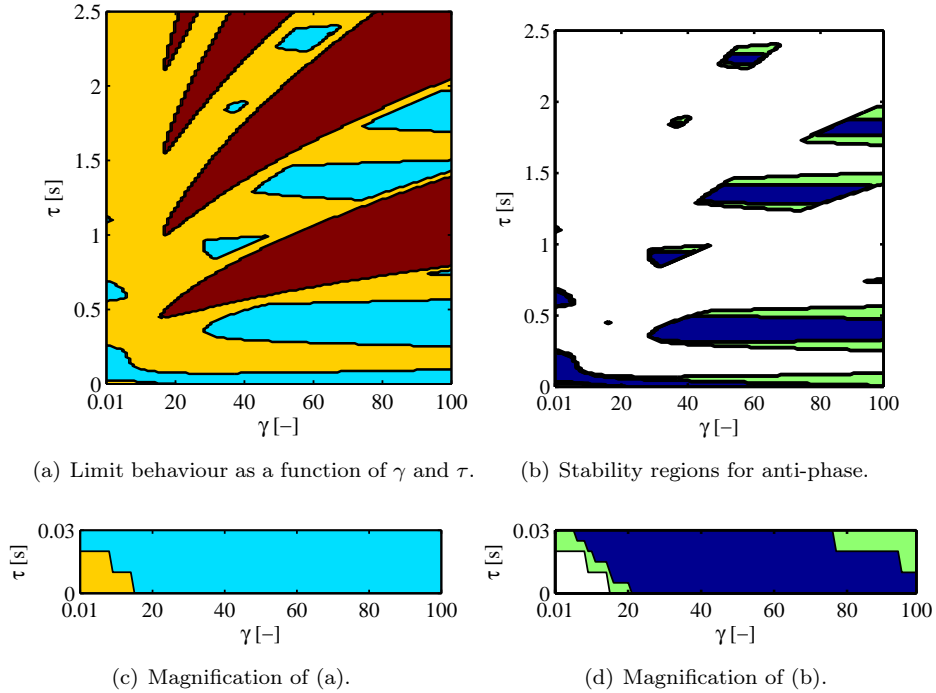 2.5
2
1.5
1
0.5
0
τ [s]
0.01 20 40 60 80 100
γ [–]
2.5
2
1.5
1
0.5
0
τ [s]
0.01 20 40 60 80 100
γ [–]
(a) Limit behaviour as a function of γ and τ.
(b) Stability regions for anti-phase.
0.03
0
τ [s]
0.01 20 40 60 80 100
γ [–]
0.03
0
τ [s]
0.01 20 40 60 80 100
γ [–]
(c) Magnification of (a).
(d) Magnification of (b).